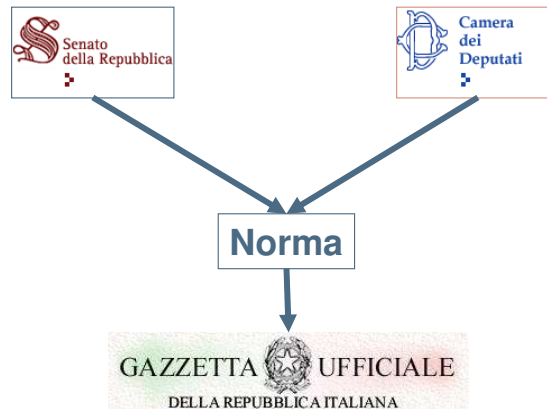 Senato
della Repubblica
Camera
dei
Deputati
Norma
GAZZETTA UFFICIALE
DELLA REPUBBLICA ITALIANA